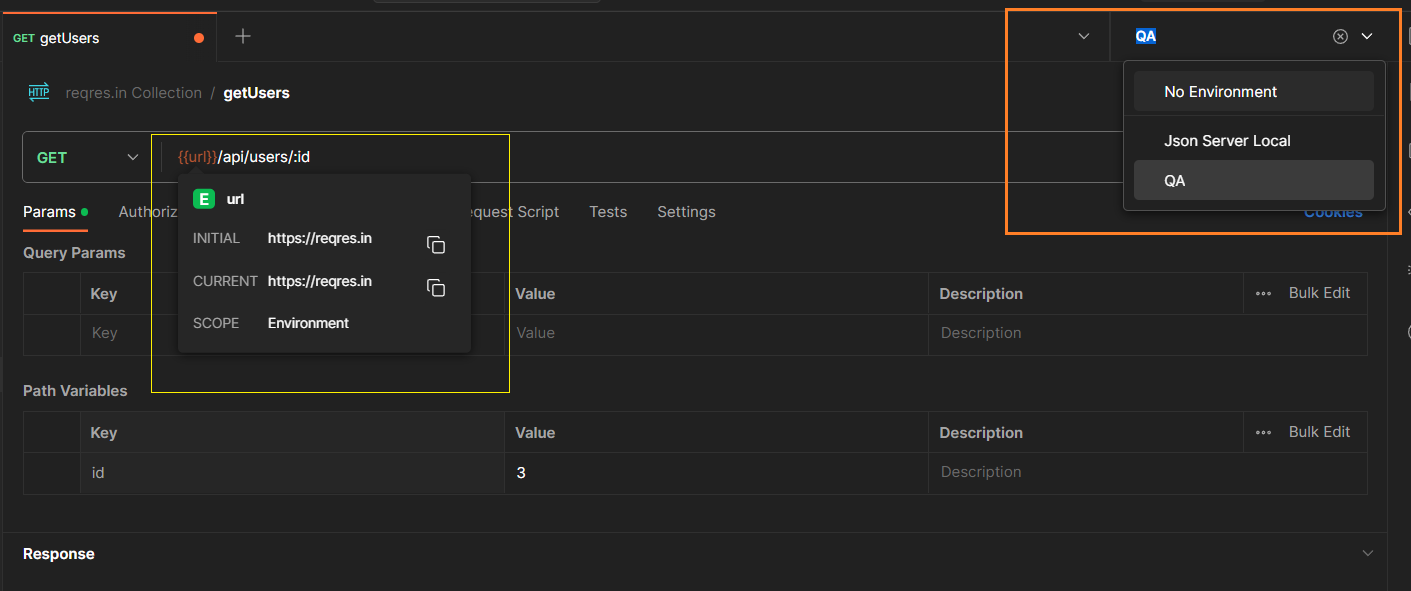 GET getUsers
QA
HTTP reqres.in Collection / getUsers
No Environment
Json Server Local
QA
GET {{url}}/api/users/:id
E url
Params Authoriz equest Script Tests Settings Cookies
INITIAL https://reqres.in
Query Params
CURRENT https://reqres.in
Key Value Description Bulk Edit
SCOPE Environment
Key Value Description
Path Variables
Key Value Description Bulk Edit
id 3 Description
Response